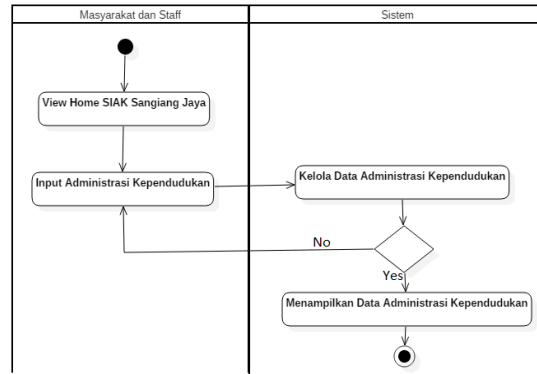 Masyarakat dan Staff
Sistem
View Home SIAK Sangiang Jaya
Input Administrasi Kependudukan
Kelola Data Administrasi Kependudukan
No
Yes
Menampilkan Data Administrasi Kependudukan